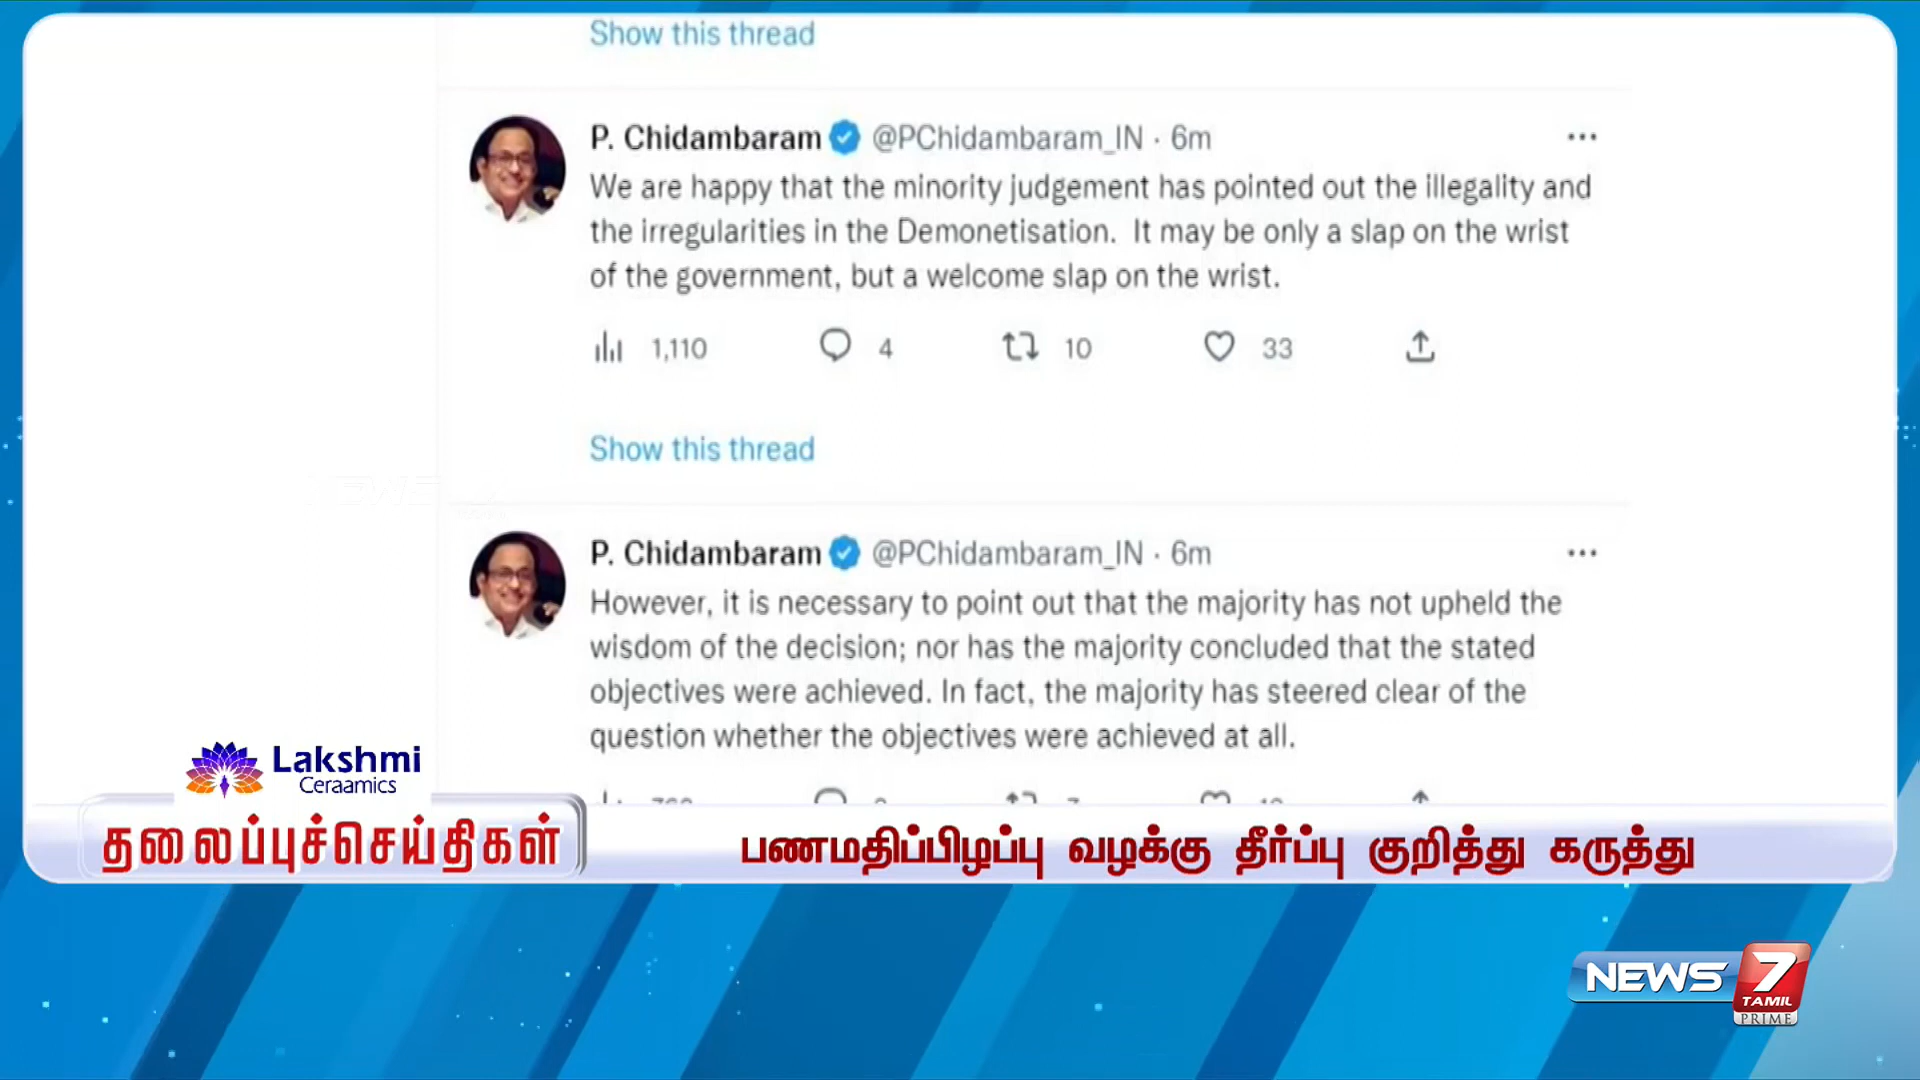 Show this thread
P. Chidambaram @PChidambaram_IN · 6m
We are happy that the minority judgement has pointed out the illegality and
the irregularities in the Demonetisation. It may be only a slap on the wrist
of the government, but a welcome slap on the wrist.
1,110 4 10 33
Show this thread
P. Chidambaram @PChidambaram_IN · 6m
However, it is necessary to point out that the majority has not upheld the
wisdom of the decision; nor has the majority concluded that the stated
objectives were achieved. In fact, the majority has steered clear of the
question whether the objectives were achieved at all.
Lakshmi
Ceraamics
தலைப்புச்செய்திகள்
பணமதிப்பிழப்பு வழக்கு தீர்ப்பு குறித்து கருத்து
NEWS 7
TAMIL
PRIME